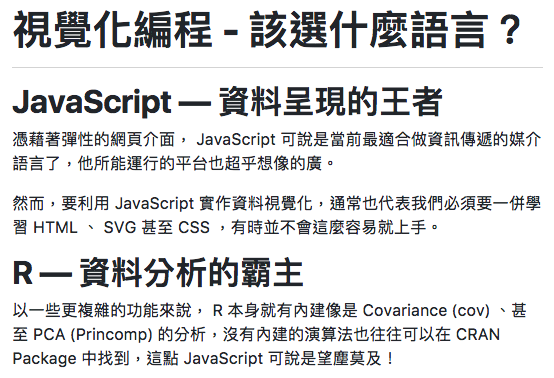 視覺化編程 - 該選什麼語言？
JavaScript — 資料呈現的王者
憑藉著彈性的網頁介面， JavaScript 可說是當前最適合做資訊傳遞的媒介
語言了，他所能運行的平台也超乎想像的廣。
然而，要利用 JavaScript 實作資料視覺化，通常也代表我們必須要一併學
習 HTML 、 SVG 甚至 CSS ，有時並不會這麼容易就上手。
R — 資料分析的霸主
以一些更複雜的功能來說， R 本身就有內建像是 Covariance (cov) 、甚
至 PCA (Princomp) 的分析，沒有內建的演算法也往往可以在 CRAN
Package 中找到，這點 JavaScript 可說是望塵莫及！